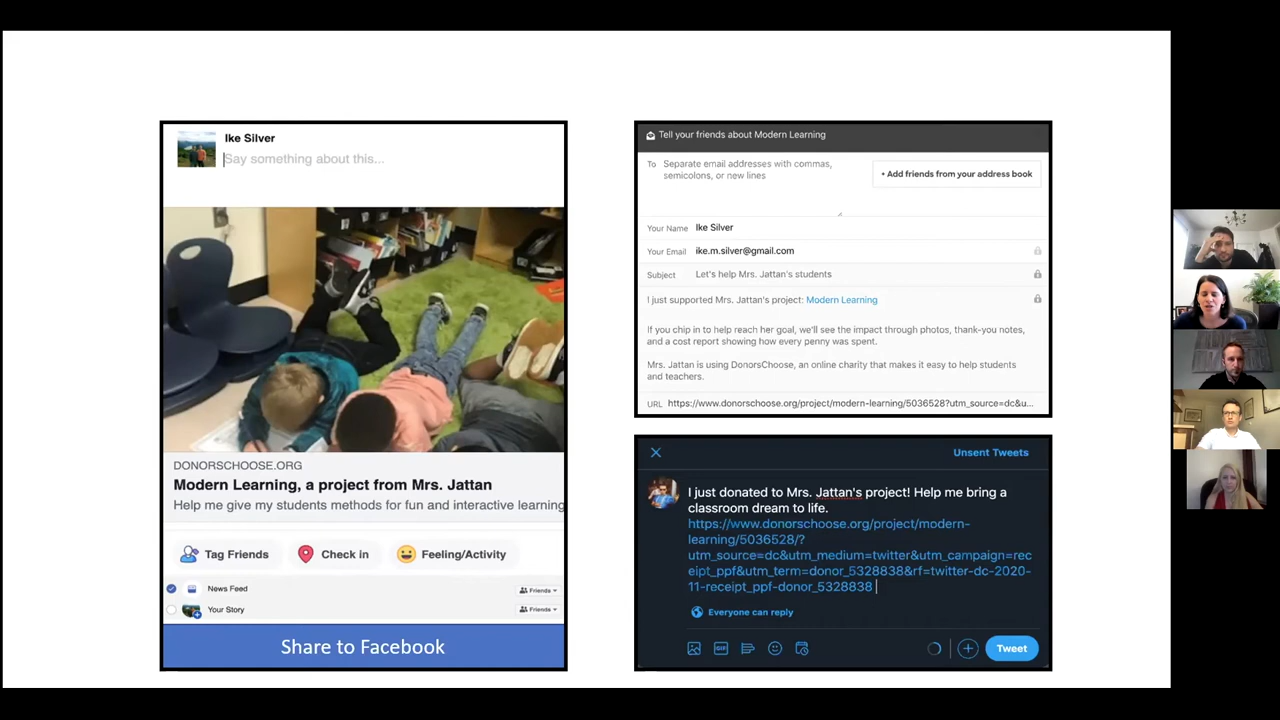 Ike Silver
Say something about this...
DONORSCHOOSE.ORG
Modern Learning, a project from Mrs. Jattan
Help me give my students methods for fun and interactive learning
Tag Friends
Check in
Feeling/Activity
News Feed
Friends
Your Story
Friends
Share to Facebook
Tell your friends about Modern Learning
To
Separate email addresses with commas,
semicolons, or new lines
+ Add friends from your address book
Your Name Ike Silver
Your Email ike.m.silver@gmail.com
Subject Let's help Mrs. Jattan's students
I just supported Mrs. Jattan's project: Modern Learning
If you chip in to help reach her goal, we'll see the impact through photos, thank-you notes,
and a cost report showing how every penny was spent.
Mrs. Jattan is using DonorsChoose, an online charity that makes it easy to help students
and teachers.
URL https://www.donorschoose.org/project/modern-learning/5036528?utm_source=dc&u...
Unsent Tweets
I just donated to Mrs. Jattan's project! Help me bring a
classroom dream to life.
https://www.donorschoose.org/project/modern-
learning/5036528/?
utm_source=dc&utm_medium=twitter&utm_campaign=rec
eipt_ppf&utm_term=donor_5328838&rf=twitter-dc-2020-
11-receipt_ppf-donor_5328838
Everyone can reply
GIF
Tweet